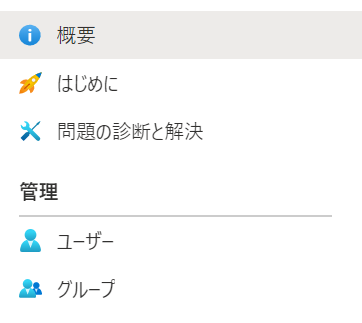 概要
はじめに
問題の診断と解決
管理
ユーザー
グループ